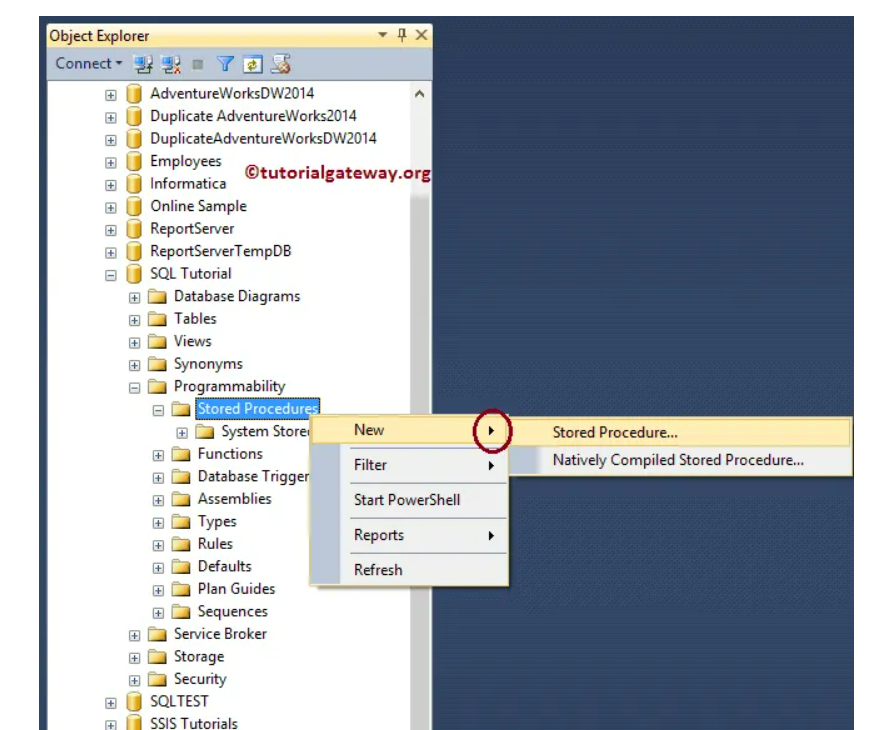 Object Explorer
Connect
AdventureWorksDW2014
Duplicate AdventureWorks2014
DuplicateAdventureWorksDW2014
Employees
©tutorialgateway.org
Informatica
Online Sample
ReportServer
ReportServerTempDB
SQL Tutorial
Database Diagrams
Tables
Views
Synonyms
Programmability
Stored Procedures
System Store
New
Stored Procedure...
Functions
Filter
Natively Compiled Stored Procedure...
Database Trigger
Assemblies
Start PowerShell
Types
Rules
Reports
Defaults
Refresh
Plan Guides
Sequences
Service Broker
Storage
Security
SQLTEST
SSIS Tutorials